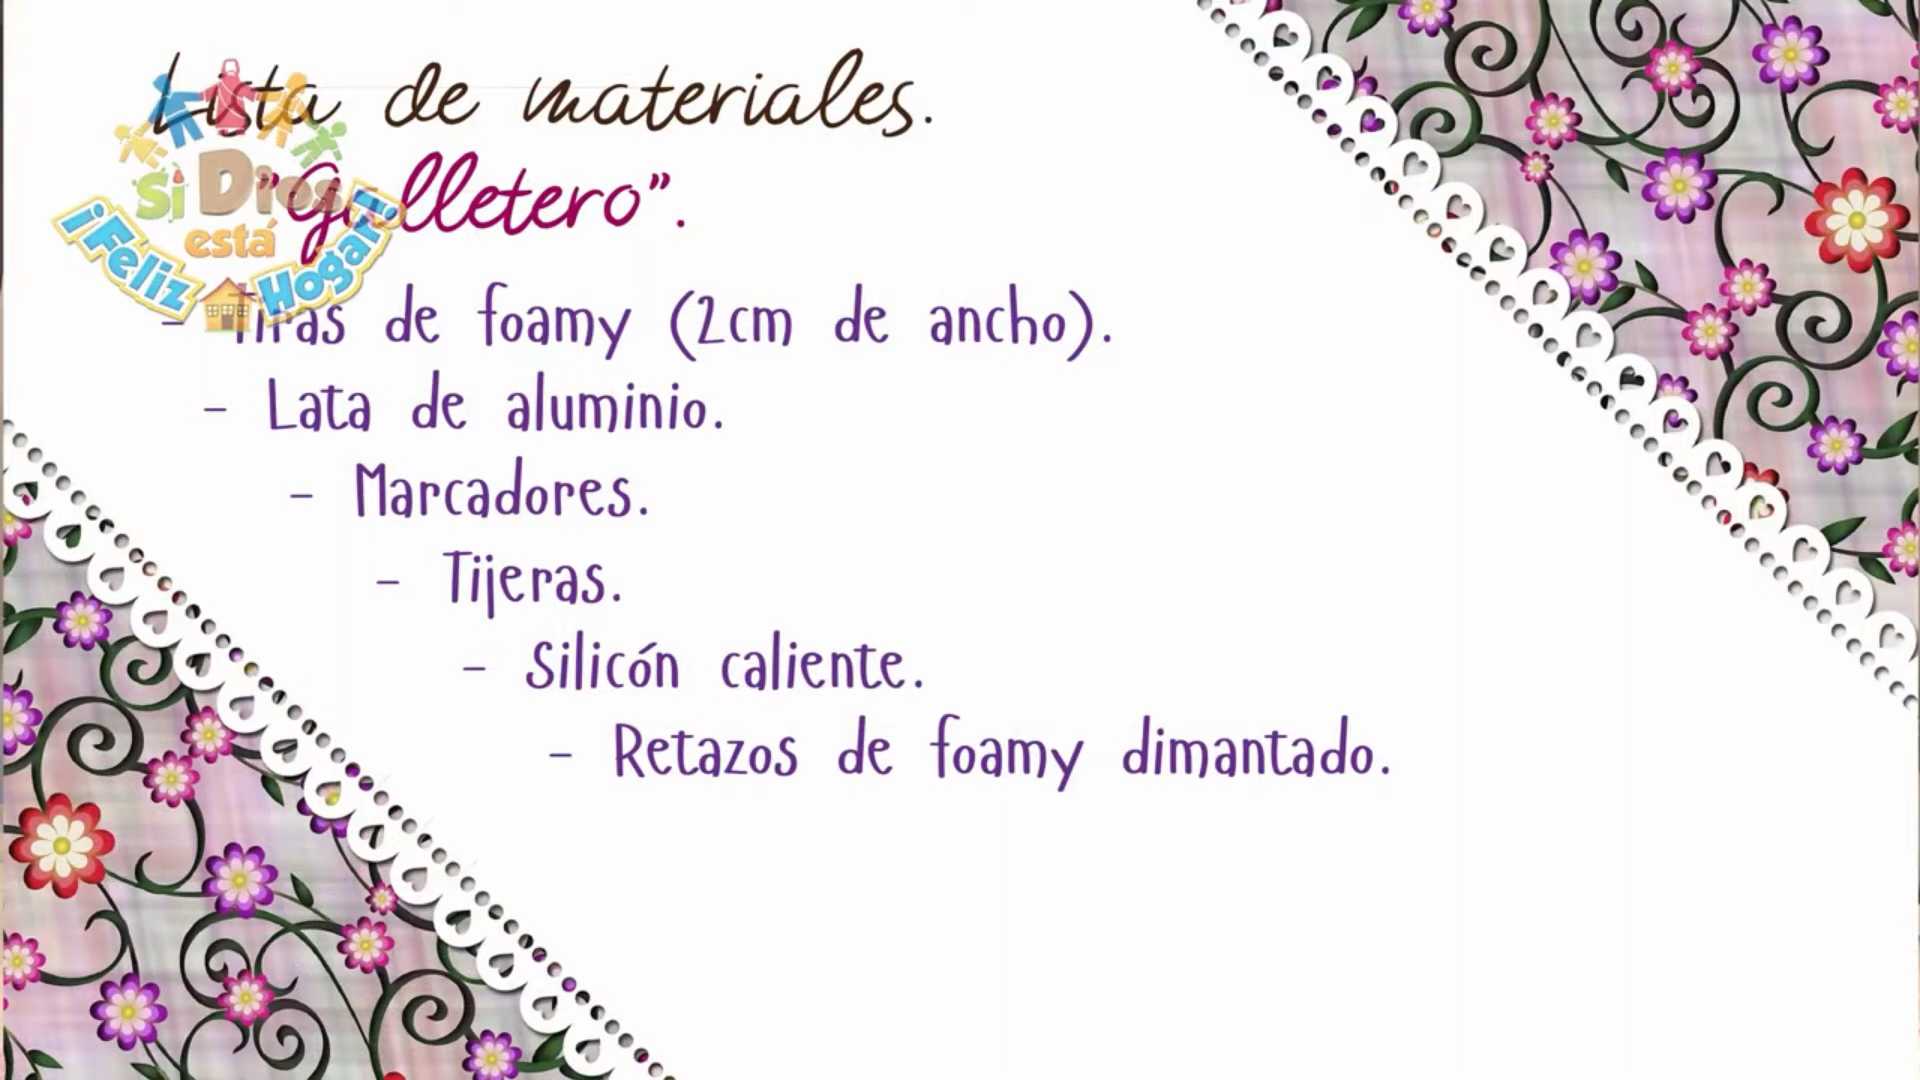 Lista de materiales.
"Galletero".
- Tiras de foamy (2cm de ancho).
- Lata de aluminio.
- Marcadores.
- Tijeras.
- Silicón caliente.
- Retazos de foamy dimantado.
Si Dios
está
¡Feliz Hogar!